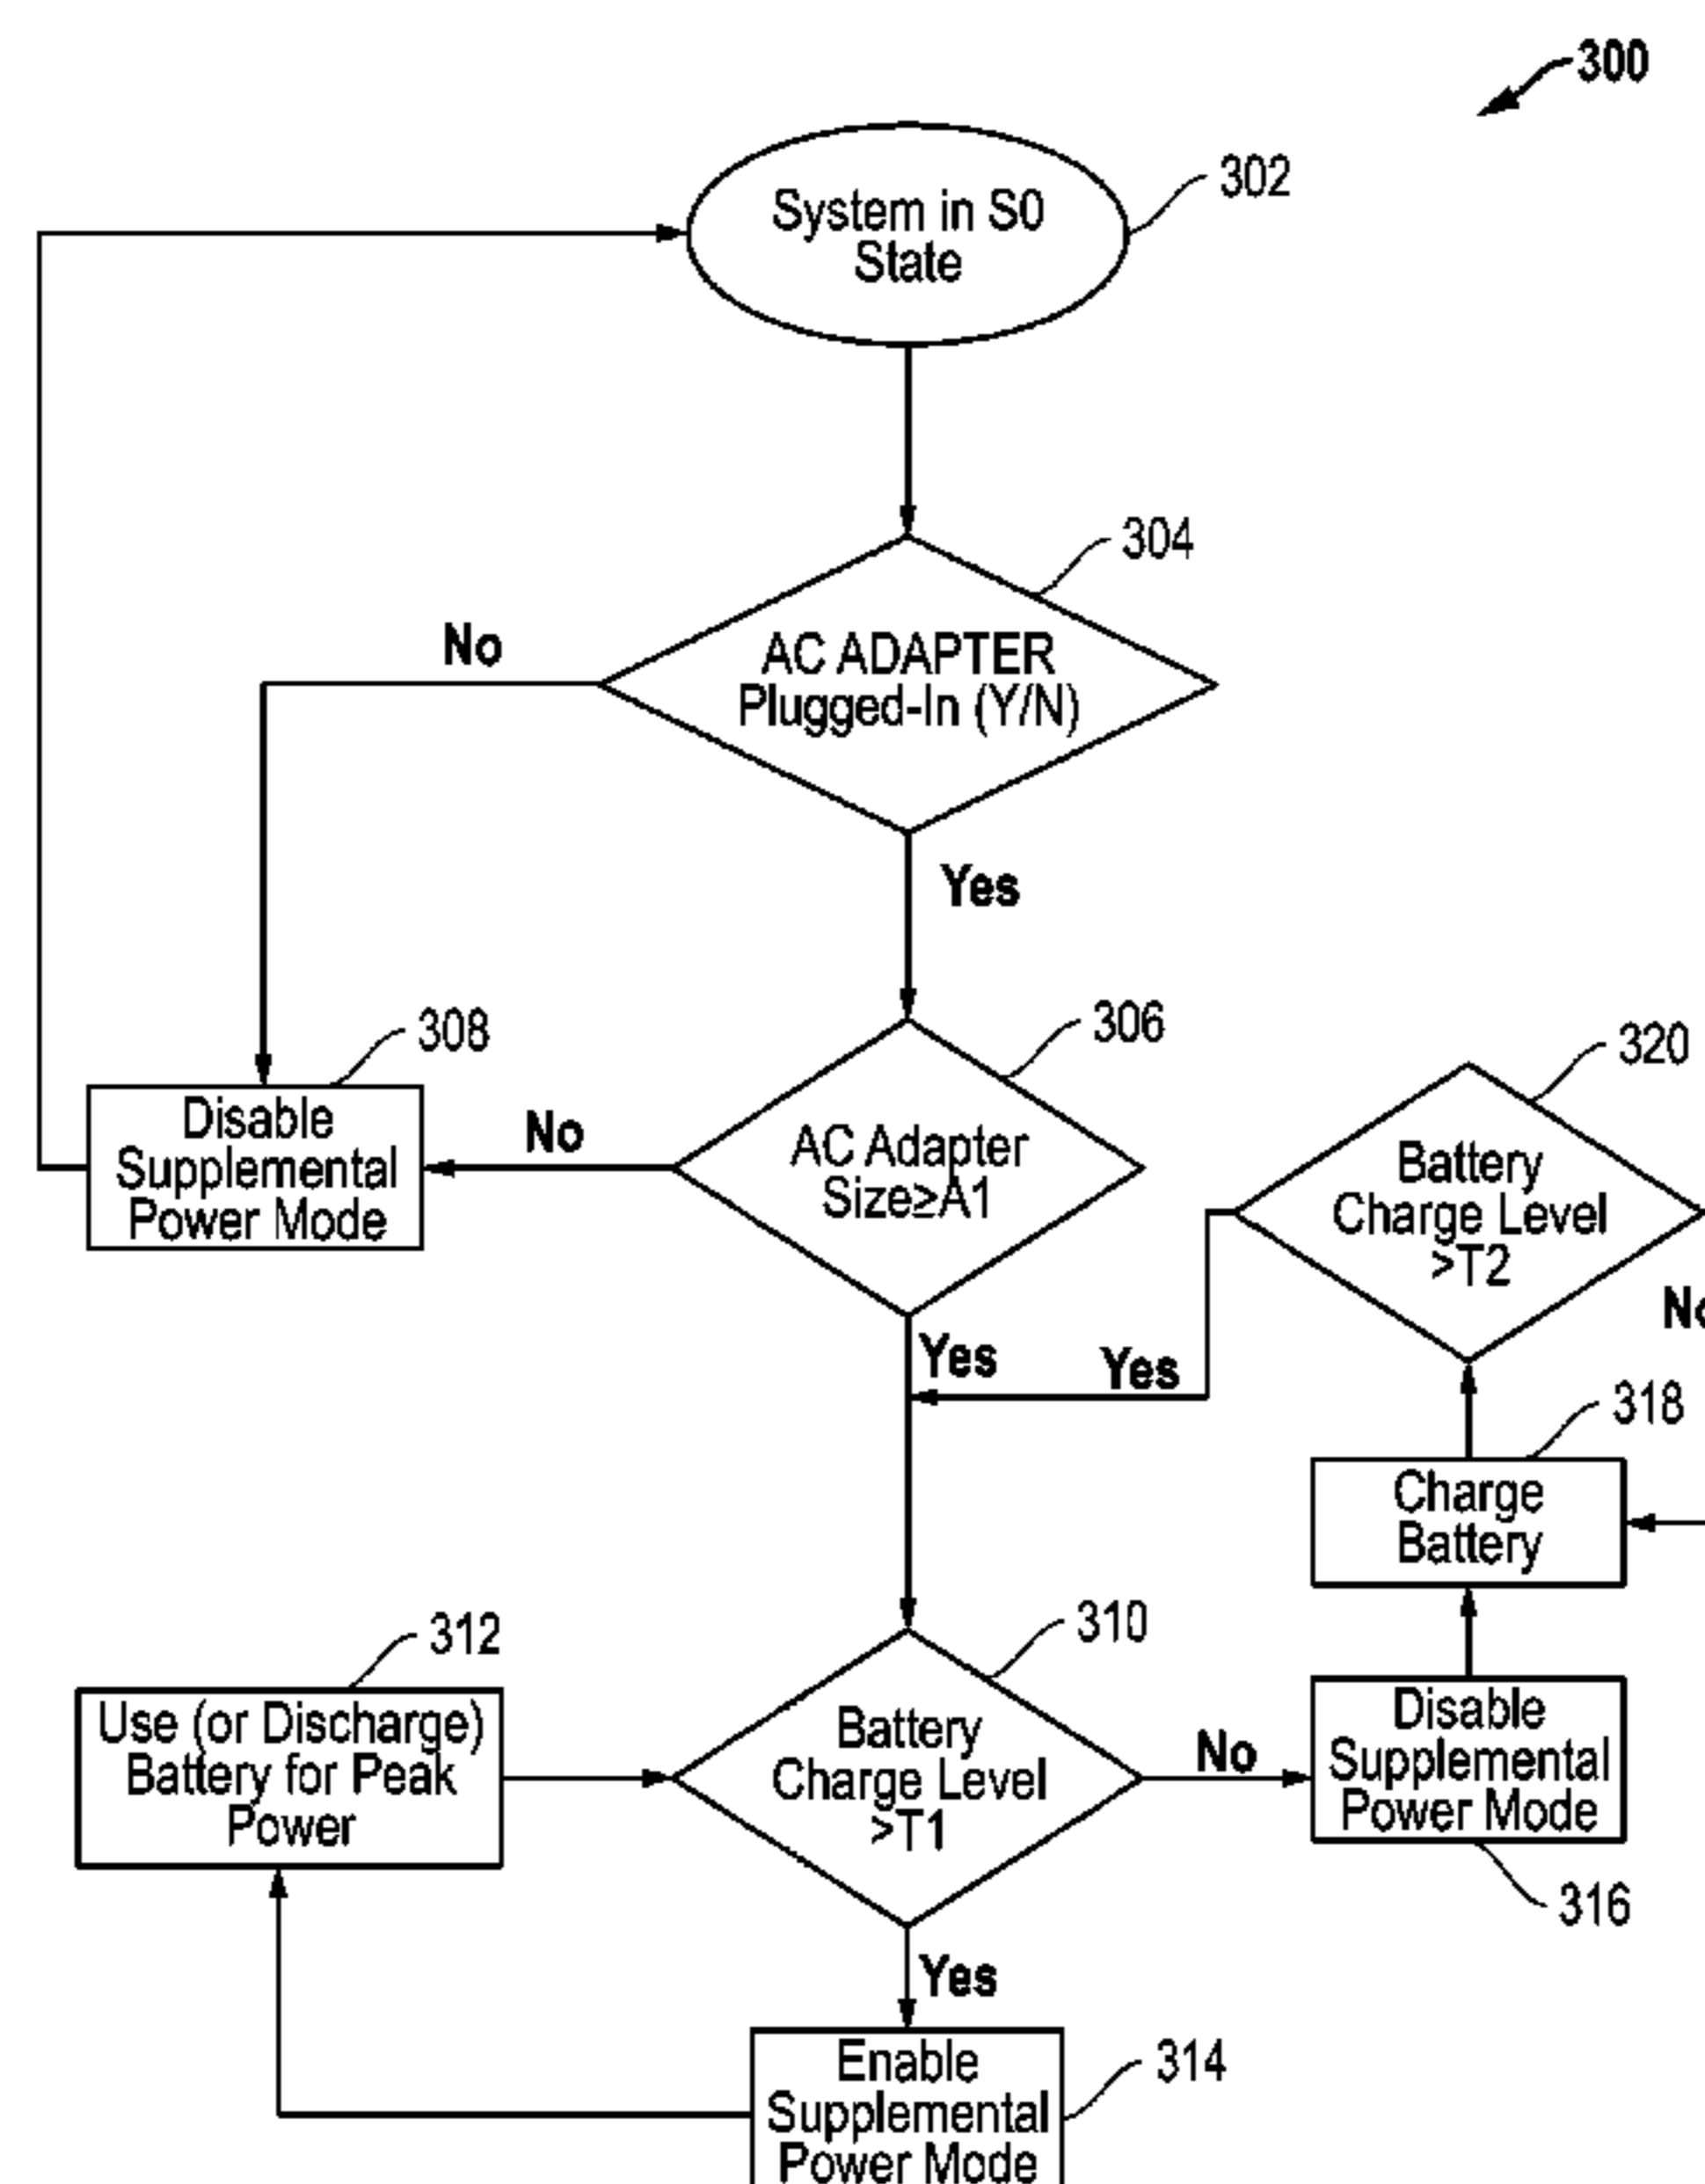 300
System in S0
State
302
304
AC ADAPTER
Plugged-In (Y/N)
No
Yes
308
306
320
Disable
Supplemental
Power Mode
No
AC Adapter
Size≥A1
Battery
Charge Level
>T2
No
Yes
Yes
318
Charge
Battery
312
310
Use (or Discharge)
Battery for Peak
Power
Battery
Charge Level
>T1
No
Disable
Supplemental
Power Mode
316
Yes
Enable
Supplemental
Power Mode
314